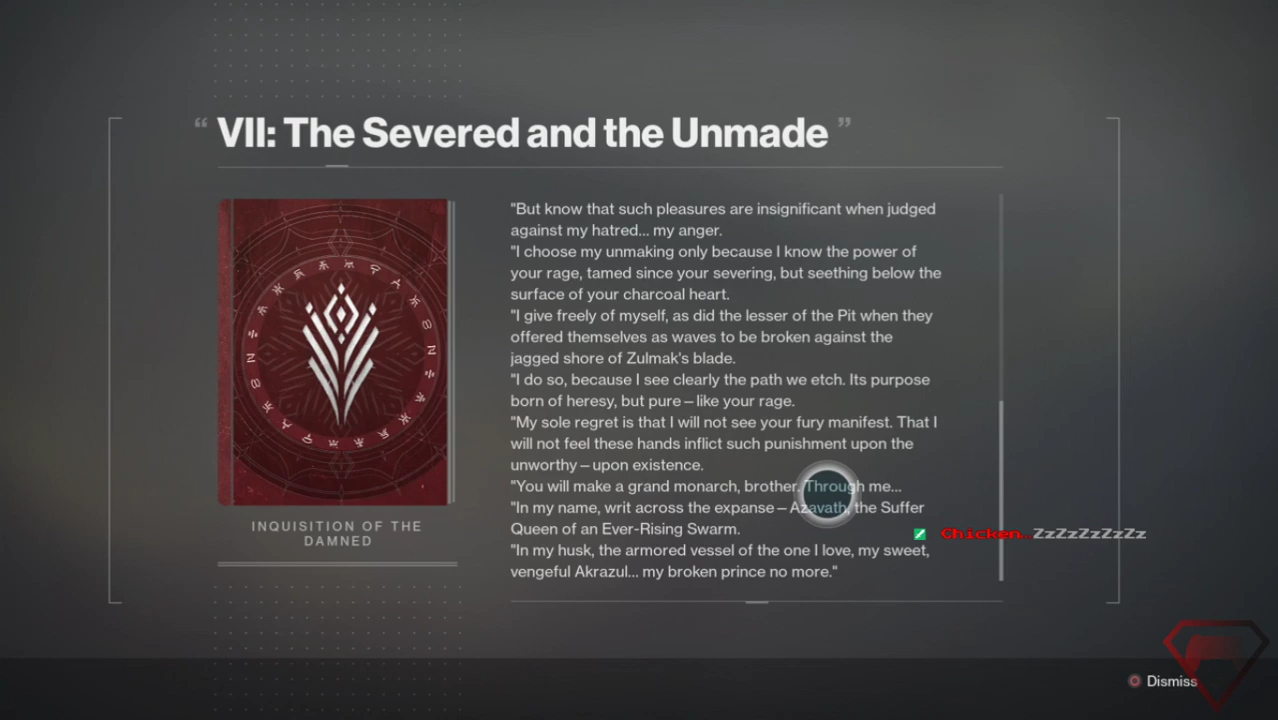 “ VII: The Severed and the Unmade ”
"But know that such pleasures are insignificant when judged
against my hatred... my anger.
"I choose my unmaking only because I know the power of
your rage, tamed since your severing, but seething below the
surface of your charcoal heart.
"I give freely of myself, as did the lesser of the Pit when they
offered themselves as waves to be broken against the
jagged shore of Zulmak's blade.
"I do so, because I see clearly the path we etch. Its purpose
born of heresy, but pure—like your rage.
"My sole regret is that I will not see your fury manifest. That I
will not feel these hands inflict such punishment upon the
unworthy—upon existence.
"You will make a grand monarch, brother. Through me...
"In my name, writ across the expanse—Azavath, the Suffer
Queen of an Ever-Rising Swarm.
"In my husk, the armored vessel of the one I love, my sweet,
vengeful Akrazul... my broken prince no more."
INQUISITION OF THE
DAMNED
Chicken…ZzZzZzZzZz
Dismiss